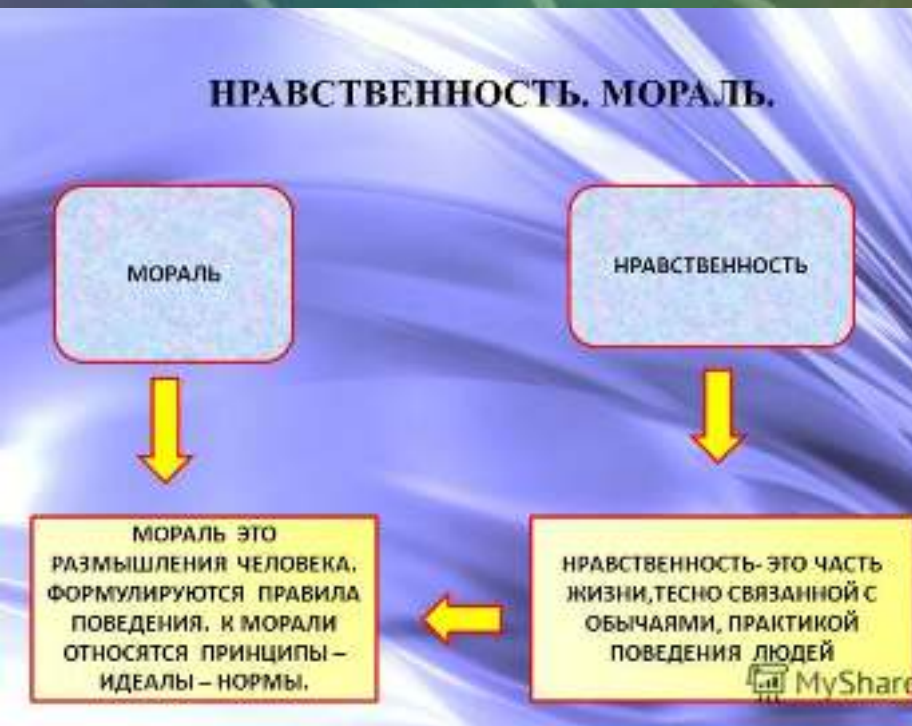 НРАВСТВЕННОСТЬ. МОРАЛЬ.
МОРАЛЬ
НРАВСТВЕННОСТЬ
МОРАЛЬ ЭТО
РАЗМЫШЛЕНИЯ ЧЕЛОВЕКА.
ФОРМУЛИРУЮТСЯ ПРАВИЛА
ПОВЕДЕНИЯ. К МОРАЛИ
ОТНОСЯТСЯ ПРИНЦИПЫ –
ИДЕАЛЫ – НОРМЫ.
НРАВСТВЕННОСТЬ- ЭТО ЧАСТЬ
ЖИЗНИ,ТЕСНО СВЯЗАННОЙ С
ОБЫЧАЯМИ, ПРАКТИКОЙ
ПОВЕДЕНИЯ ЛЮДЕЙ
MyShare